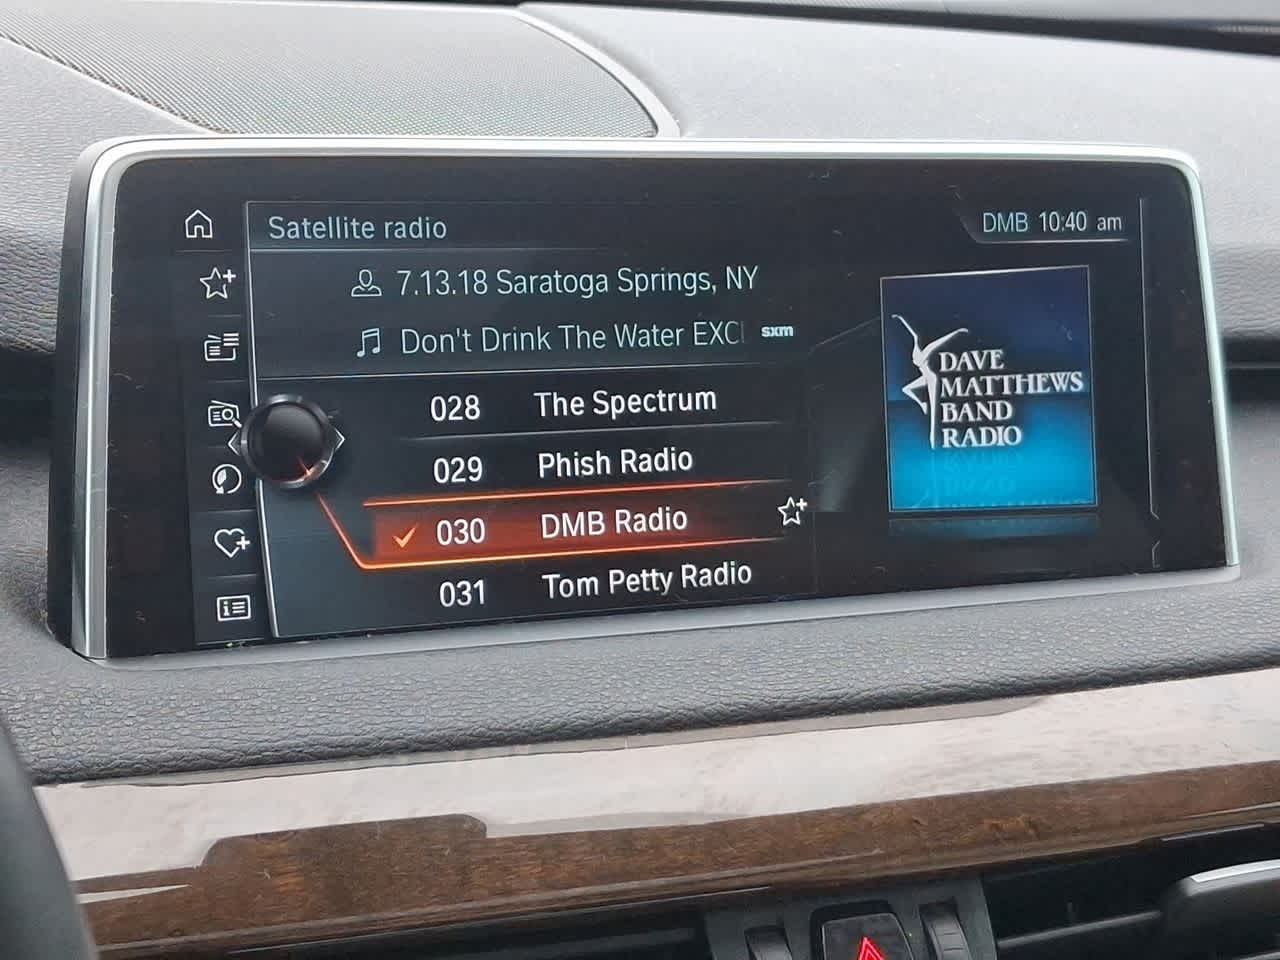 Satellite radio
DMB 10:40 am
7.13.18 Saratoga Springs, NY
Don't Drink The Water EXC
sxm
028 The Spectrum
029 Phish Radio
030 DMB Radio
031 Tom Petty Radio
DAVE
MATTHEWS
BAND
RADIO